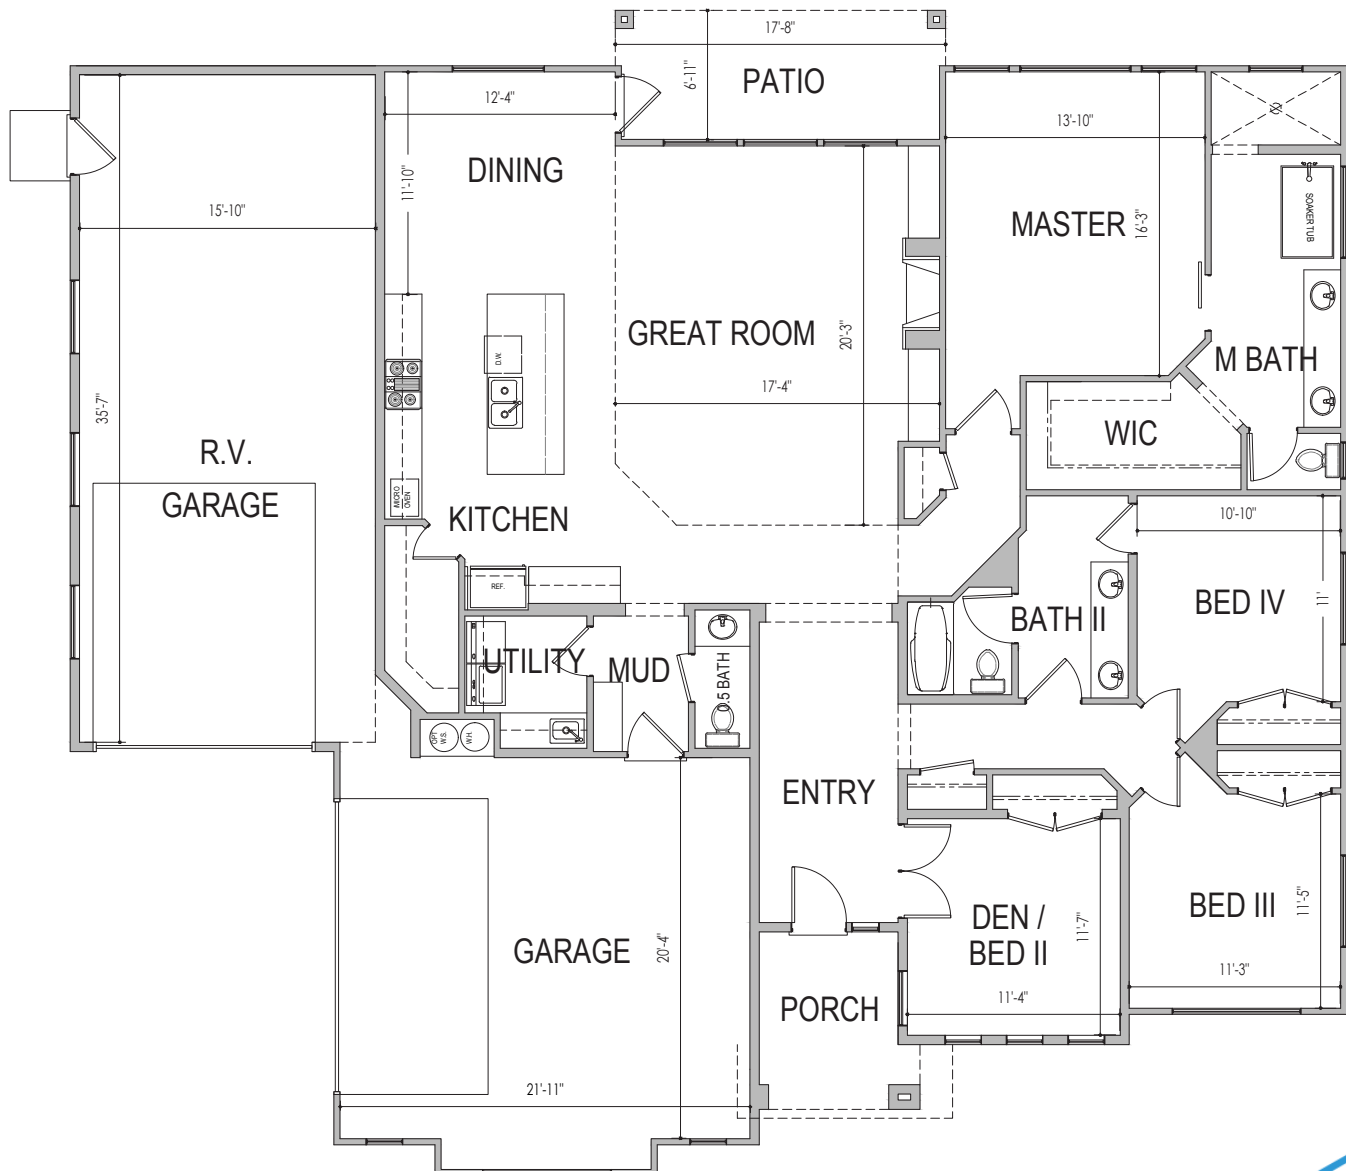 17'-8"
6'-11"
PATIO
12'-4"
13'-10"
DINING
11'-10"
15'-10"
MASTER
16'-3"
SOAKER TUB
GREAT ROOM
20'-3"
17'-4"
D.W.
M BATH
35'-7"
R.V.
GARAGE
WIC
MICRO
OVEN
KITCHEN
10'-10"
REF.
BED IV
11'
BATH II
UTILITY
MUD
.5 BATH
OPT
W.S.
W.H.
ENTRY
BED III
11'-5"
DEN /
BED II
11'-7"
GARAGE
20'-4"
11'-3"
11'-4"
PORCH
21'-11"